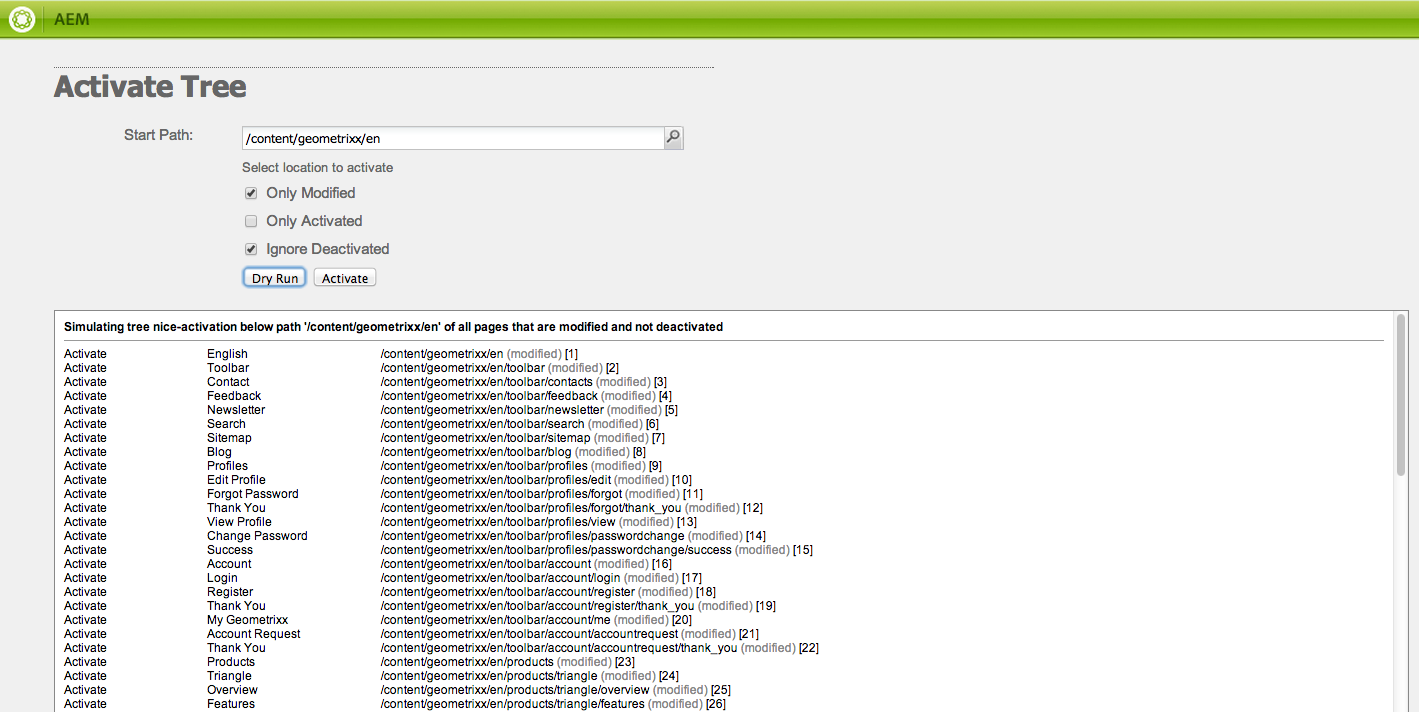 AEM
Activate Tree
Start Path: /content/geometrixx/en
Select location to activate
Only Modified
Only Activated
Ignore Deactivated
Dry Run Activate
Simulating tree nice-activation below path '/content/geometrixx/en' of all pages that are modified and not deactivated
Activate English /content/geometrixx/en (modified) [1]
Activate Toolbar /content/geometrixx/en/toolbar (modified) [2]
Activate Contact /content/geometrixx/en/toolbar/contacts (modified) [3]
Activate Feedback /content/geometrixx/en/toolbar/feedback (modified) [4]
Activate Newsletter /content/geometrixx/en/toolbar/newsletter (modified) [5]
Activate Search /content/geometrixx/en/toolbar/search (modified) [6]
Activate Sitemap /content/geometrixx/en/toolbar/sitemap (modified) [7]
Activate Blog /content/geometrixx/en/toolbar/blog (modified) [8]
Activate Profiles /content/geometrixx/en/toolbar/profiles (modified) [9]
Activate Edit Profile /content/geometrixx/en/toolbar/profiles/edit (modified) [10]
Activate Forgot Password /content/geometrixx/en/toolbar/profiles/forgot (modified) [11]
Activate Thank You /content/geometrixx/en/toolbar/profiles/forgot/thank_you (modified) [12]
Activate View Profile /content/geometrixx/en/toolbar/profiles/view (modified) [13]
Activate Change Password /content/geometrixx/en/toolbar/profiles/passwordchange (modified) [14]
Activate Success /content/geometrixx/en/toolbar/profiles/passwordchange/success (modified) [15]
Activate Account /content/geometrixx/en/toolbar/account (modified) [16]
Activate Login /content/geometrixx/en/toolbar/account/login (modified) [17]
Activate Register /content/geometrixx/en/toolbar/account/register (modified) [18]
Activate Thank You /content/geometrixx/en/toolbar/account/register/thank_you (modified) [19]
Activate My Geometrixx /content/geometrixx/en/toolbar/account/me (modified) [20]
Activate Account Request /content/geometrixx/en/toolbar/account/accountrequest (modified) [21]
Activate Thank You /content/geometrixx/en/toolbar/account/accountrequest/thank_you (modified) [22]
Activate Products /content/geometrixx/en/products (modified) [23]
Activate Triangle /content/geometrixx/en/products/triangle (modified) [24]
Activate Overview /content/geometrixx/en/products/triangle/overview (modified) [25]
Activate Features /content/geometrixx/en/products/triangle/features (modified) [26]